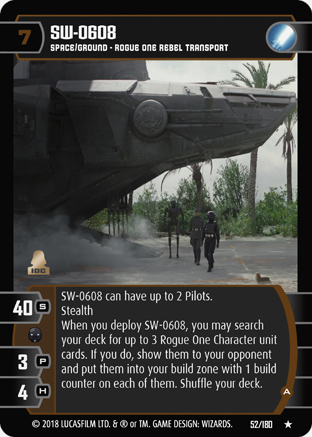 7
SW-0608
SPACE/GROUND - ROGUE ONE REBEL TRANSPORT
IDC
40 S
3 P
4 H
SW-0608 can have up to 2 Pilots.
Stealth
When you deploy SW-0608, you may search
your deck for up to 3 Rogue One Character unit
cards. If you do, show them to your opponent
and put them into your build zone with 1 build
counter on each of them. Shuffle your deck.
A
© 2018 LUCASFILM LTD. & ® or TM. GAME DESIGN: WIZARDS.
52/180 ★